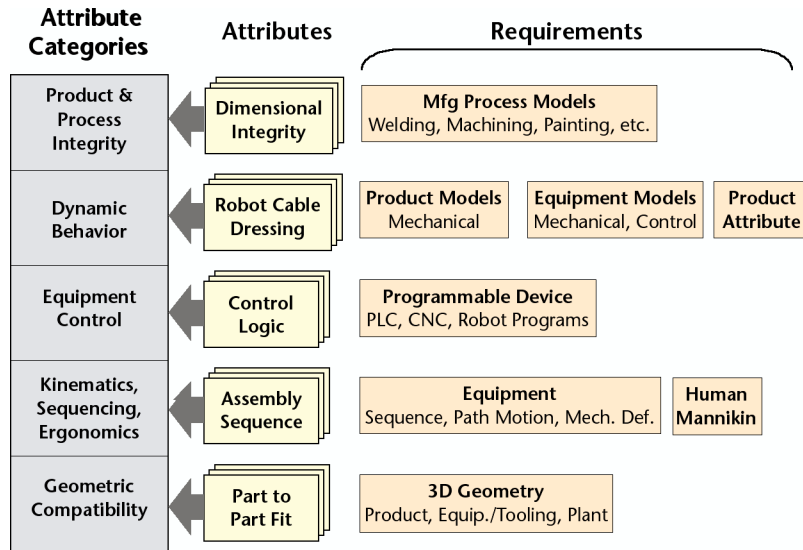 Attribute
Categories
Attributes
Requirements
Product &
Process
Integrity
Dimensional
Integrity
Mfg Process Models
Welding, Machining, Painting, etc.
Dynamic
Behavior
Robot Cable
Dressing
Product Models
Mechanical
Equipment Models
Mechanical, Control
Product
Attribute
Equipment
Control
Control
Logic
Programmable Device
PLC, CNC, Robot Programs
Kinematics,
Sequencing,
Ergonomics
Assembly
Sequence
Equipment
Sequence, Path Motion, Mech. Def.
Human
Mannikin
Geometric
Compatibility
Part to
Part Fit
3D Geometry
Product, Equip./Tooling, Plant